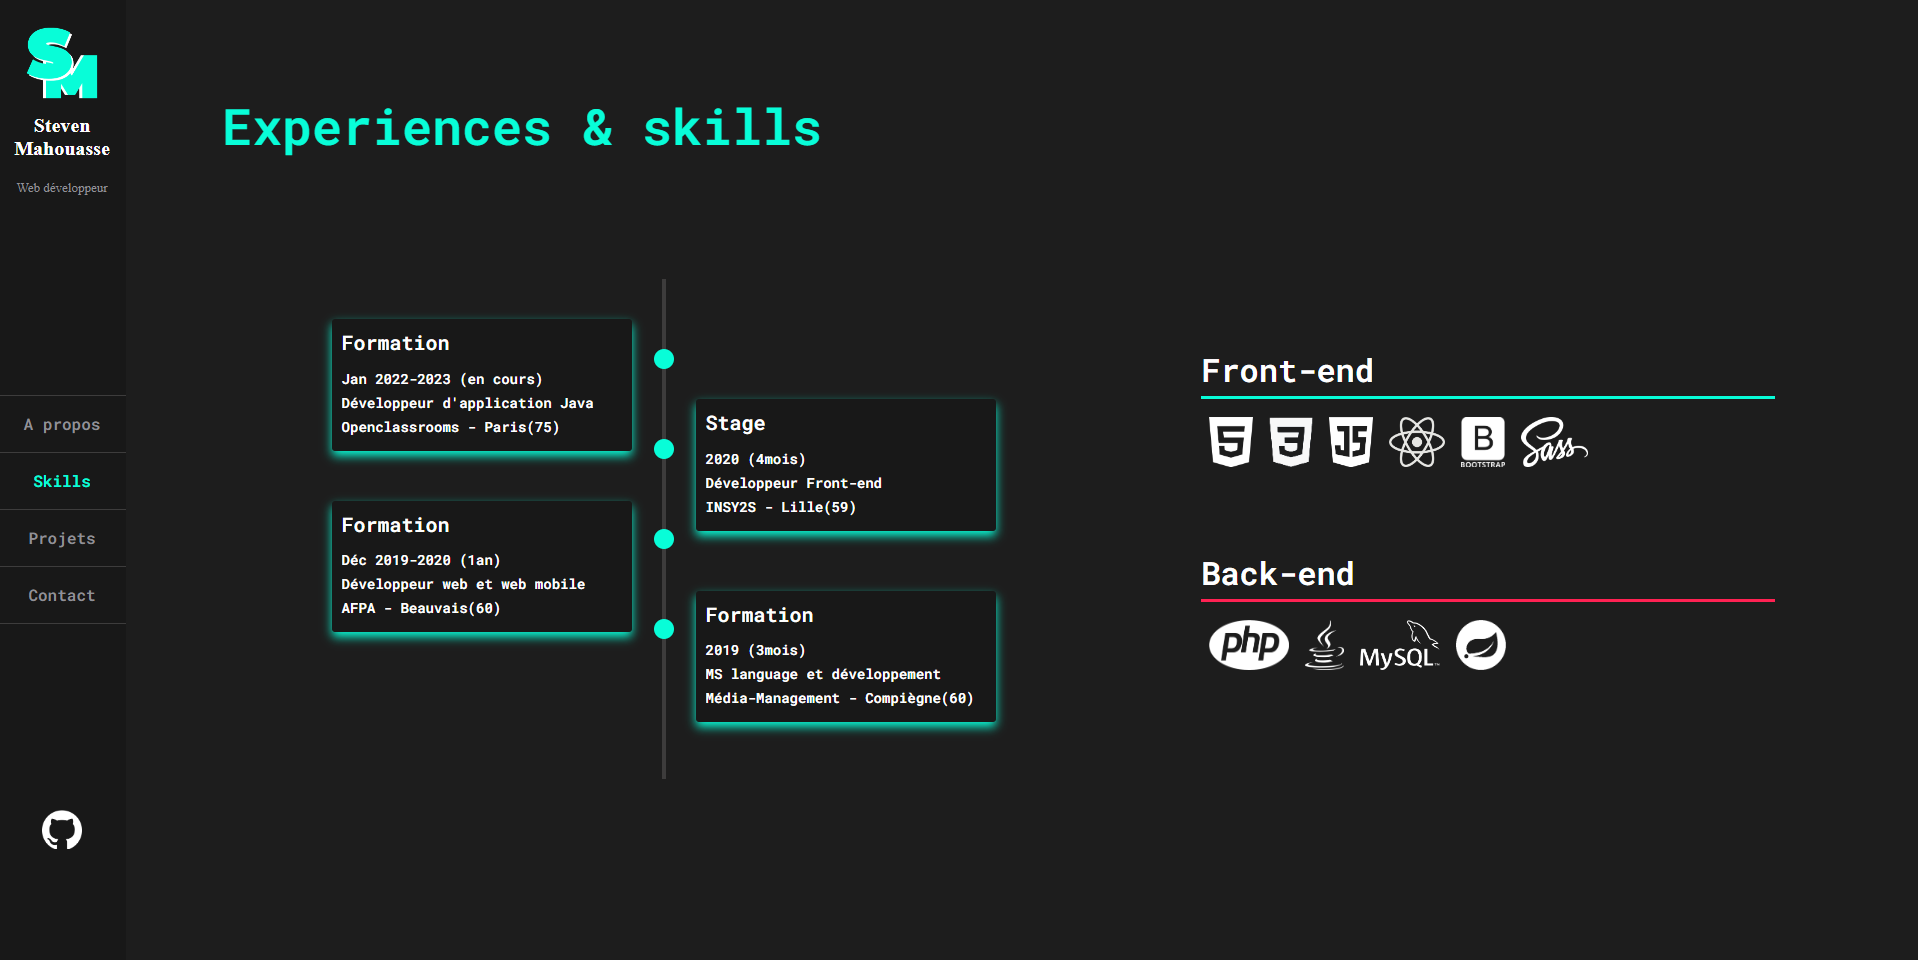 SM
Steven
Mahouasse
Web développeur
A propos
Skills
Projets
Contact
Experiences & skills
Formation
Jan 2022-2023 (en cours)
Développeur d'application Java
Openclassrooms - Paris(75)
Stage
2020 (4mois)
Développeur Front-end
INSY2S - Lille(59)
Formation
Déc 2019-2020 (1an)
Développeur web et web mobile
AFPA - Beauvais(60)
Formation
2019 (3mois)
MS language et développement
Média-Management - Compiègne(60)
Front-end
5 3 JS B Sass
BOOTSTRAP
Back-end
php MySQL™